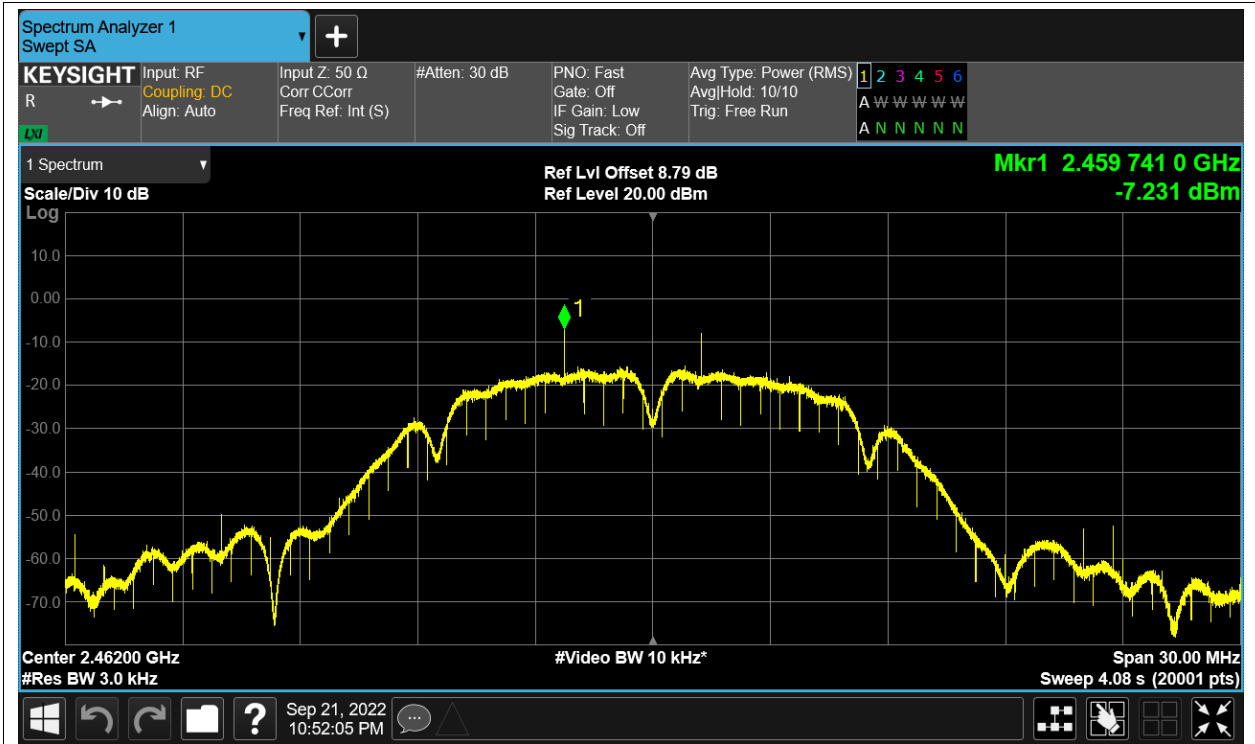 Spectrum Analyzer 1
Swept SA
KEYSIGHT
R
LXI
Input: RF
Coupling: DC
Align: Auto
Input Z: 50 Ω
Corr CCorr
Freq Ref: Int (S)
#Atten: 30 dB
PNO: Fast
Gate: Off
IF Gain: Low
Sig Track: Off
Avg Type: Power (RMS)
Avg|Hold: 10/10
Trig: Free Run
1 2 3 4 5 6
A W W W W W
A N N N N N
1 Spectrum
Scale/Div 10 dB
Log
Ref Lvl Offset 8.79 dB
Ref Level 20.00 dBm
Mkr1 2.459 741 0 GHz
-7.231 dBm
10.0
0.00
-10.0
-20.0
-30.0
-40.0
-50.0
-60.0
-70.0
1
Center 2.46200 GHz
#Res BW 3.0 kHz
#Video BW 10 kHz*
Span 30.00 MHz
Sweep 4.08 s (20001 pts)
?
Sep 21, 2022
10:52:05 PM